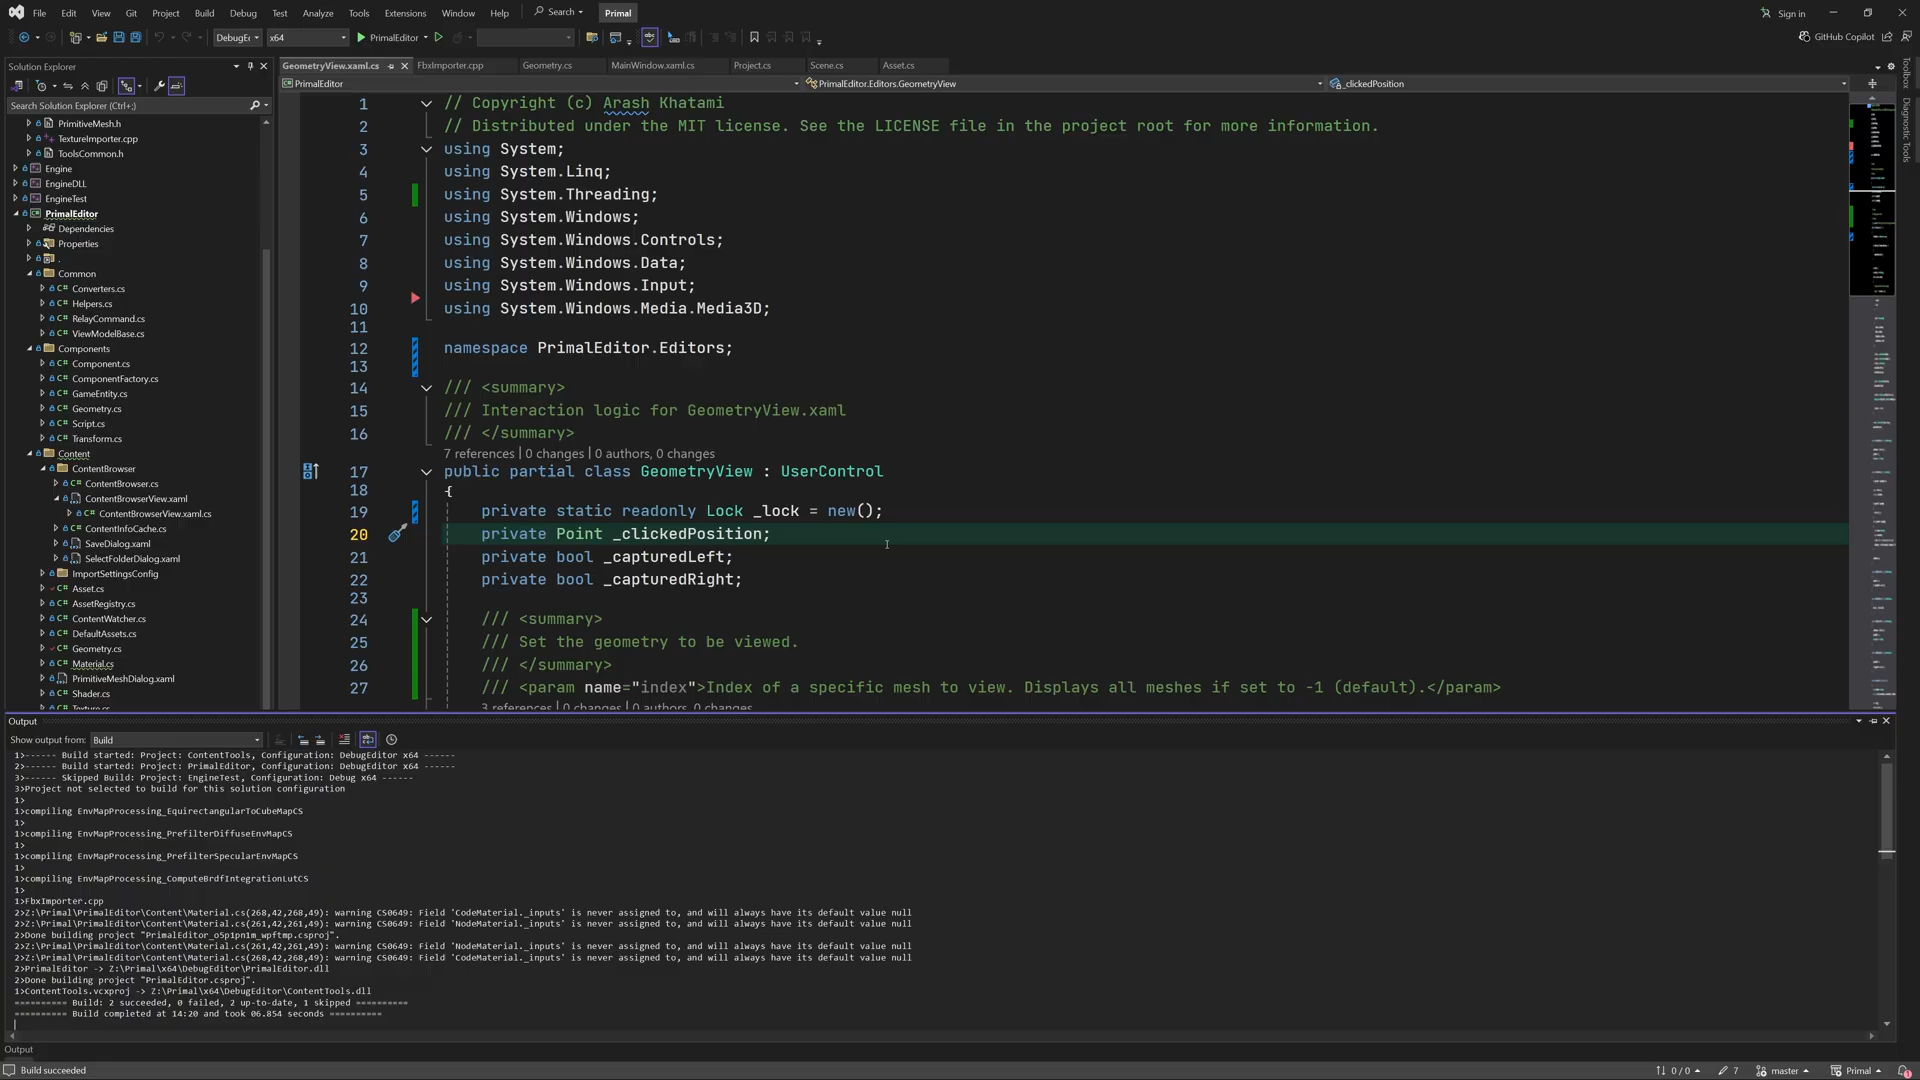 File Edit View Git Project Build Debug Test Analyze Tools Extensions Window Help Search Primal Sign in
DebugEc x64 PrimalEditor GitHub Copilot
Solution Explorer
Search Solution Explorer (Ctrl+;)
PrimitiveMesh.h
TextureImporter.cpp
ToolsCommon.h
Engine
EngineDLL
EngineTest
PrimalEditor
Dependencies
Properties
.
Common
Converters.cs
Helpers.cs
RelayCommand.cs
ViewModelBase.cs
Components
Component.cs
ComponentFactory.cs
GameEntity.cs
Geometry.cs
Script.cs
Transform.cs
Content
ContentBrowser
ContentBrowser.cs
ContentBrowserView.xaml
ContentBrowserView.xaml.cs
ContentInfoCache.cs
SaveDialog.xaml
SelectFolderDialog.xaml
ImportSettingsConfig
Asset.cs
AssetRegistry.cs
ContentWatcher.cs
DefaultAssets.cs
Geometry.cs
Material.cs
PrimitiveMeshDialog.xaml
Shader.cs
Texture.cs
GeometryView.xaml.cs FbxImporter.cpp Geometry.cs MainWindow.xaml.cs Project.cs Scene.cs Asset.cs
PrimalEditor PrimalEditor.Editors.GeometryView _clickedPosition
1 // Copyright (c) Arash Khatami
2 // Distributed under the MIT license. See the LICENSE file in the project root for more information.
3 using System;
4 using System.Linq;
5 using System.Threading;
6 using System.Windows;
7 using System.Windows.Controls;
8 using System.Windows.Data;
9 using System.Windows.Input;
10 using System.Windows.Media.Media3D;
11
12 namespace PrimalEditor.Editors;
13
14 /// <summary>
15 /// Interaction logic for GeometryView.xaml
16 /// </summary>
7 references | 0 changes | 0 authors, 0 changes
17 public partial class GeometryView : UserControl
18 {
19 private static readonly Lock _lock = new();
20 private Point _clickedPosition;
21 private bool _capturedLeft;
22 private bool _capturedRight;
23
24 /// <summary>
25 /// Set the geometry to be viewed.
26 /// </summary>
27 /// <param name="index">Index of a specific mesh to view. Displays all meshes if set to -1 (default).</param>
3 references | 0 changes | 0 authors, 0 changes
Toolbox
Diagnostic Tools
Output
Show output from: Build
1>------ Build started: Project: ContentTools, Configuration: DebugEditor x64 ------
2>------ Build started: Project: PrimalEditor, Configuration: DebugEditor x64 ------
3>------ Skipped Build: Project: EngineTest, Configuration: Debug x64 ------
3>Project not selected to build for this solution configuration
1>
1>compiling EnvMapProcessing_EquirectangularToCubeMapCS
1>
1>compiling EnvMapProcessing_PrefilterDiffuseEnvMapCS
1>
1>compiling EnvMapProcessing_PrefilterSpecularEnvMapCS
1>
1>compiling EnvMapProcessing_ComputeBrdfIntegrationLutCS
1>
1>FbxImporter.cpp
2>Z:\Primal\PrimalEditor\Content\Material.cs(268,42,268,49): warning CS0649: Field 'CodeMaterial._inputs' is never assigned to, and will always have its default value null
2>Z:\Primal\PrimalEditor\Content\Material.cs(261,42,261,49): warning CS0649: Field 'NodeMaterial._inputs' is never assigned to, and will always have its default value null
2>Done building project "PrimalEditor_o5p1pn1m_wpftmp.csproj".
2>Z:\Primal\PrimalEditor\Content\Material.cs(261,42,261,49): warning CS0649: Field 'NodeMaterial._inputs' is never assigned to, and will always have its default value null
2>Z:\Primal\PrimalEditor\Content\Material.cs(268,42,268,49): warning CS0649: Field 'CodeMaterial._inputs' is never assigned to, and will always have its default value null
2>PrimalEditor -> Z:\Primal\x64\DebugEditor\PrimalEditor.dll
2>Done building project "PrimalEditor.csproj".
1>ContentTools.vcxproj -> Z:\Primal\x64\DebugEditor\ContentTools.dll
========== Build: 2 succeeded, 0 failed, 2 up-to-date, 1 skipped ==========
========== Build completed at 14:20 and took 06.854 seconds ==========
Output
Build succeeded 0 / 0 7 master Primal